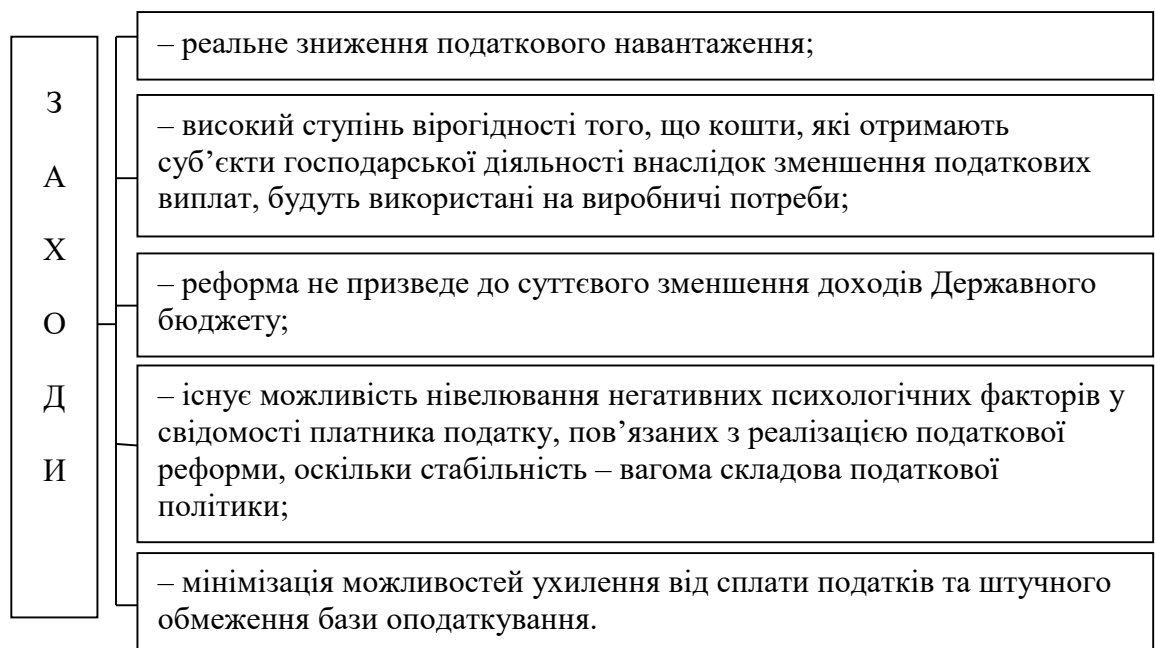 З
А
Х
О
Д
И
– реальне зниження податкового навантаження;
– високий ступінь вірогідності того, що кошти, які отримають
суб’єкти господарської діяльності внаслідок зменшення податкових
виплат, будуть використані на виробничі потреби;
– реформа не призведе до суттєвого зменшення доходів Державного
бюджету;
– існує можливість нівелювання негативних психологічних факторів у
свідомості платника податку, пов’язаних з реалізацією податкової
реформи, оскільки стабільність – вагома складова податкової
політики;
– мінімізація можливостей ухилення від сплати податків та штучного
обмеження бази оподаткування.